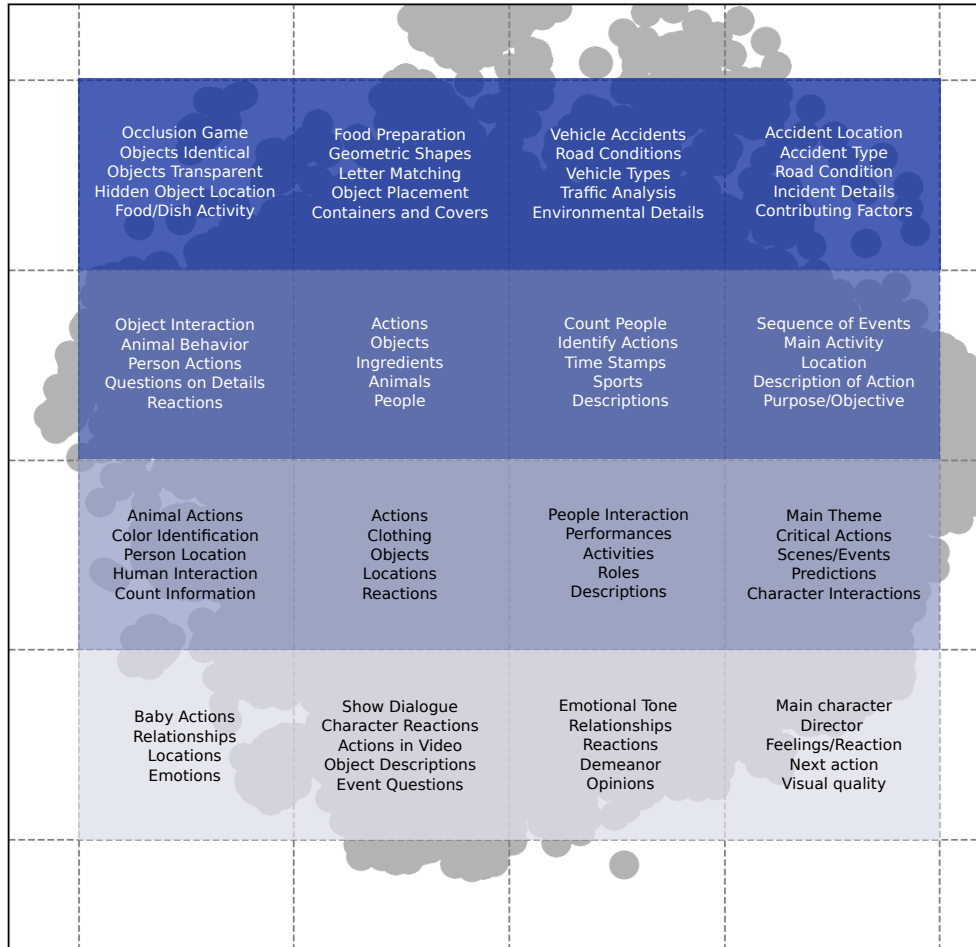 Occlusion Game
Objects Identical
Objects Transparent
Hidden Object Location
Food/Dish Activity
Food Preparation
Geometric Shapes
Letter Matching
Object Placement
Containers and Covers
Vehicle Accidents
Road Conditions
Vehicle Types
Traffic Analysis
Environmental Details
Accident Location
Accident Type
Road Condition
Incident Details
Contributing Factors
Object Interaction
Animal Behavior
Person Actions
Questions on Details
Reactions
Actions
Objects
Ingredients
Animals
People
Count People
Identify Actions
Time Stamps
Sports
Descriptions
Sequence of Events
Main Activity
Location
Description of Action
Purpose/Objective
Animal Actions
Color Identification
Person Location
Human Interaction
Count Information
Actions
Clothing
Objects
Locations
Reactions
People Interaction
Performances
Activities
Roles
Descriptions
Main Theme
Critical Actions
Scenes/Events
Predictions
Character Interactions
Baby Actions
Relationships
Locations
Emotions
Show Dialogue
Character Reactions
Actions in Video
Object Descriptions
Event Questions
Emotional Tone
Relationships
Reactions
Demeanor
Opinions
Main character
Director
Feelings/Reaction
Next action
Visual quality